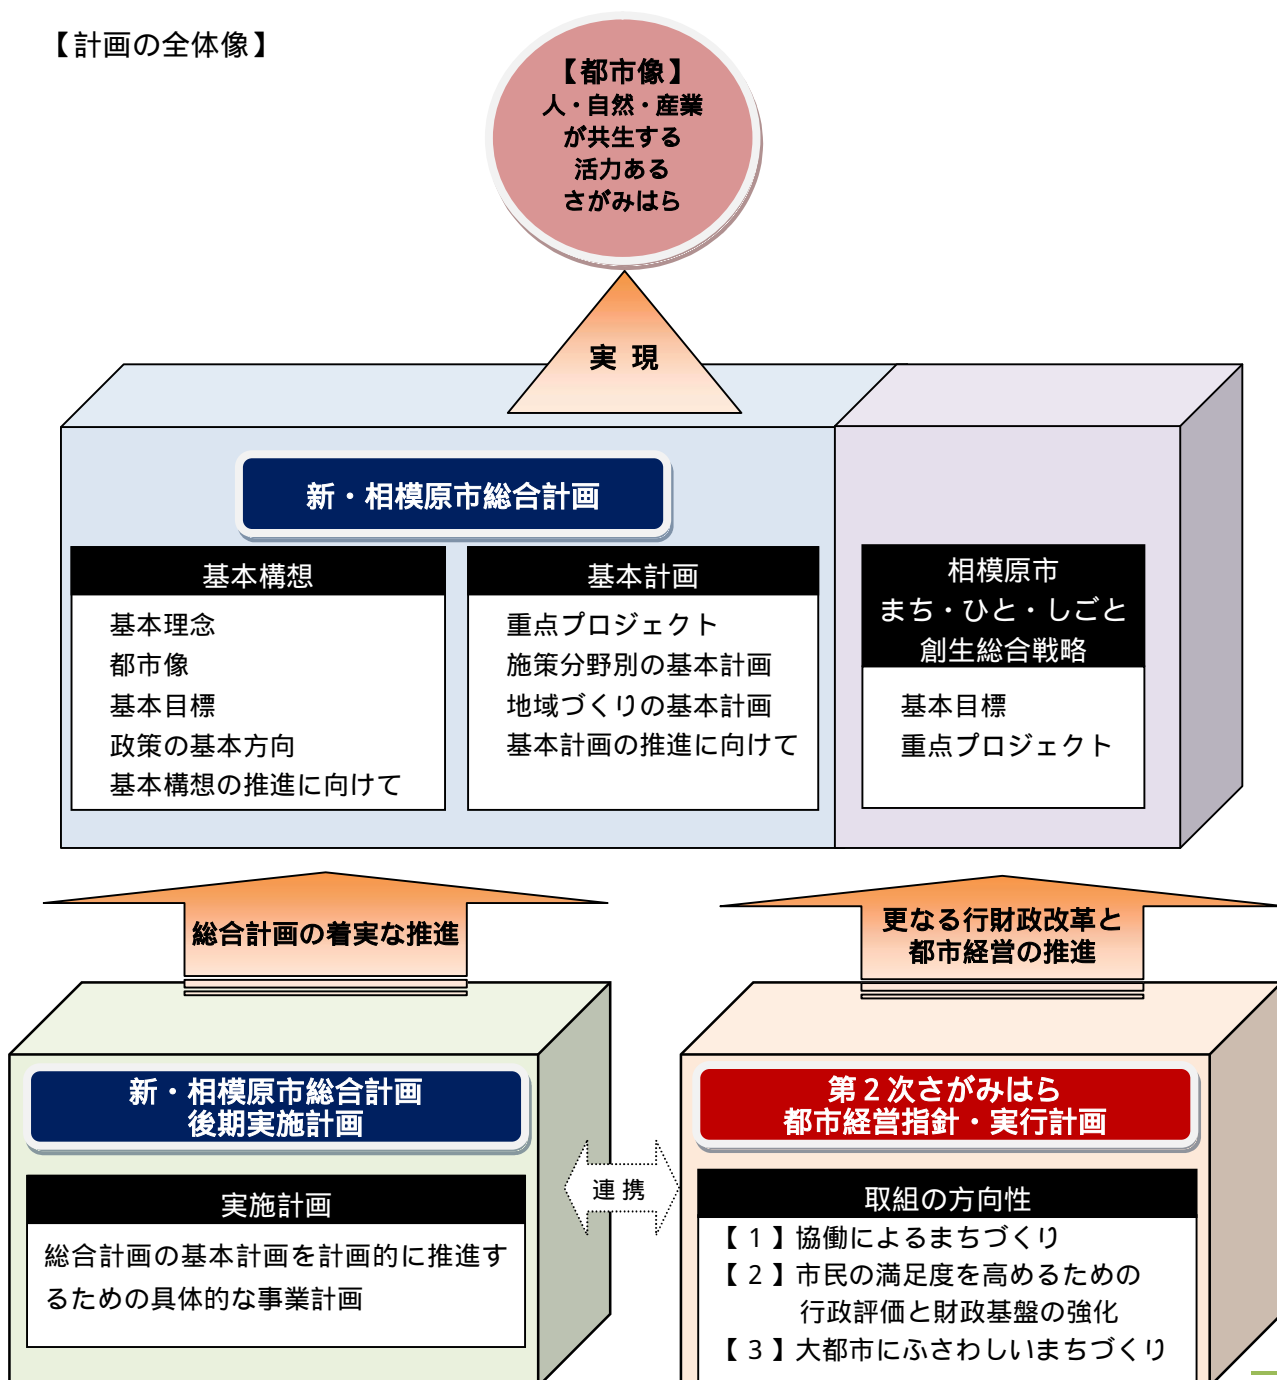 【計画の全体像】
【都市像】
人・自然・産業
が共生する
活力ある
さがみはら
実 現
新・相模原市総合計画
基本構想
基本理念
都市像
基本目標
政策の基本方向
基本構想の推進に向けて
基本計画
重点プロジェクト
施策分野別の基本計画
地域づくりの基本計画
基本計画の推進に向けて
相模原市
まち・ひと・しごと
創生総合戦略
基本目標
重点プロジェクト
総合計画の着実な推進
更なる行財政改革と
都市経営の推進
新・相模原市総合計画
後期実施計画
実施計画
総合計画の基本計画を計画的に推進す
るための具体的な事業計画
連 携
第２次さがみはら
都市経営指針・実行計画
取組の方向性
【１】協働によるまちづくり
【２】市民の満足度を高めるための
行政評価と財政基盤の強化
【３】大都市にふさわしいまちづくり